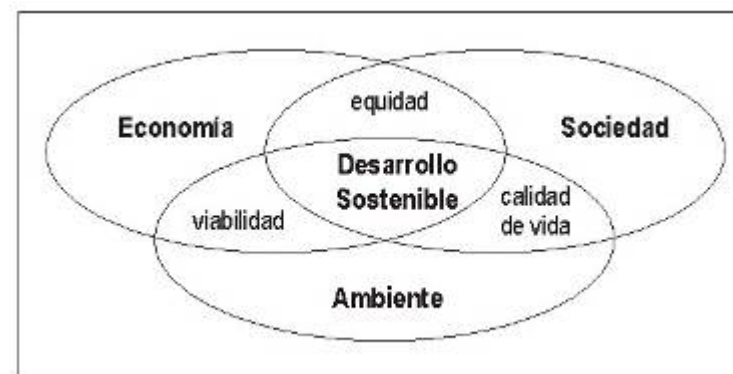 equidad
Economía
Sociedad
Desarrollo
Sostenible
viabilidad
calidad
de vida
Ambiente